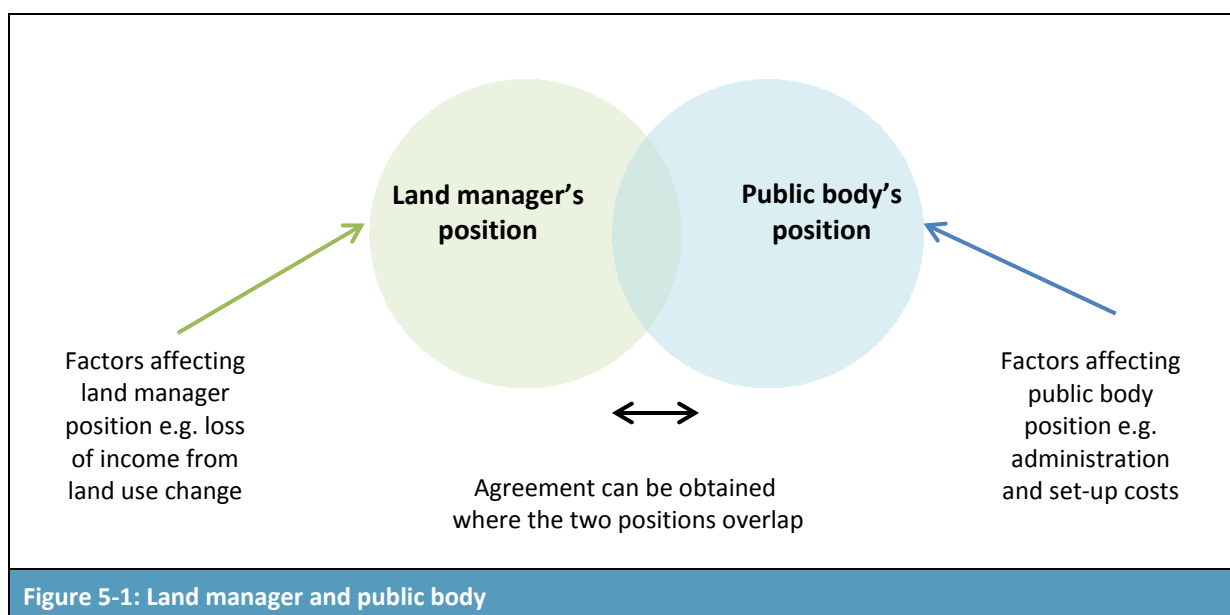 Land manager's
position
Public body's
position
Factors affecting
land manager
position e.g. loss
of income from
land use change
Agreement can be obtained
where the two positions overlap
Factors affecting
public body
position e.g.
administration
and set-up costs
Figure 5-1: Land manager and public body